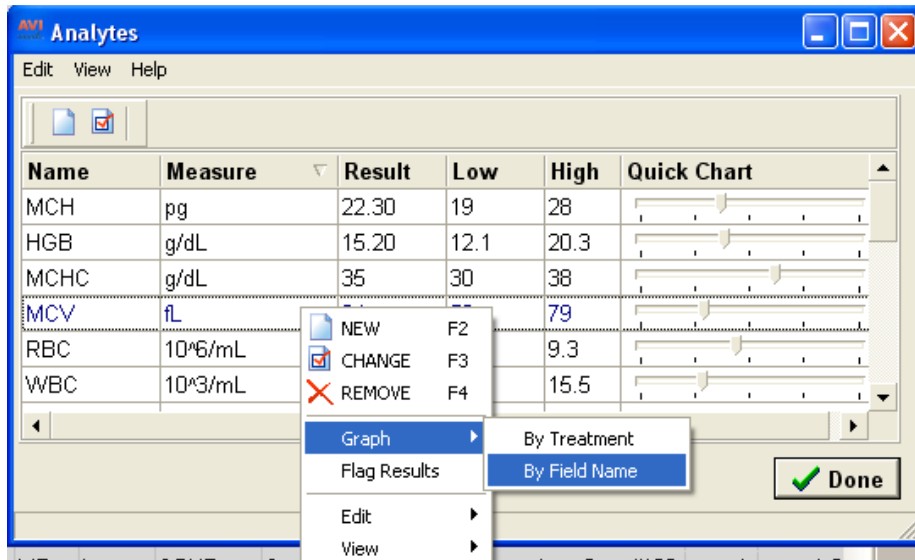 AVI Analytes
Edit View Help
Name Measure Result Low High Quick Chart
MCH pg 22.30 19 28
HGB g/dL 15.20 12.1 20.3
MCHC g/dL 35 30 38
MCV fL 79
RBC 10^6/mL 9.3
WBC 10^3/mL 15.5
NEW F2
CHANGE F3
REMOVE F4
Graph
By Treatment
Flag Results
By Field Name
Edit
View
Done